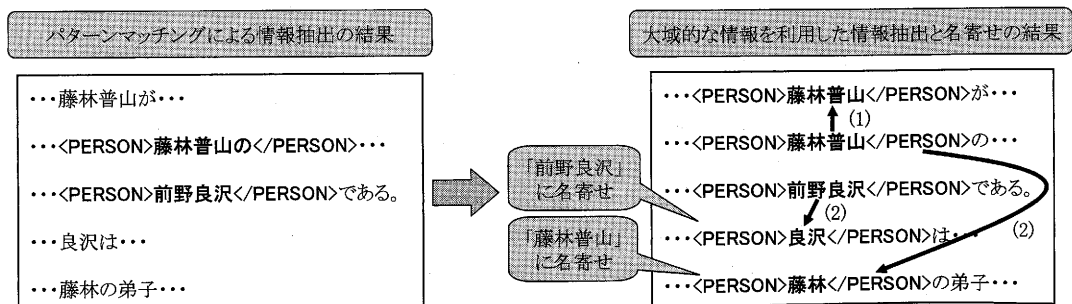 パターンマッチングによる情報抽出の結果
・・・藤林普山が・・・
・・・<PERSON>藤林普山の</PERSON>・・・
・・・<PERSON>前野良沢</PERSON>である。
・・・良沢は・・・
・・・藤林の弟子・・・
「前野良沢」
に名寄せ
「藤林普山」
に名寄せ
大域的な情報を利用した情報抽出と名寄せの結果
・・・<PERSON>藤林普山</PERSON>が・・・
(1)
・・・<PERSON>藤林普山</PERSON>の・・・
・・・<PERSON>前野良沢</PERSON>である。
(2)
・・・<PERSON>良沢</PERSON>は・・・
(2)
・・・<PERSON>藤林</PERSON>の弟子・・・